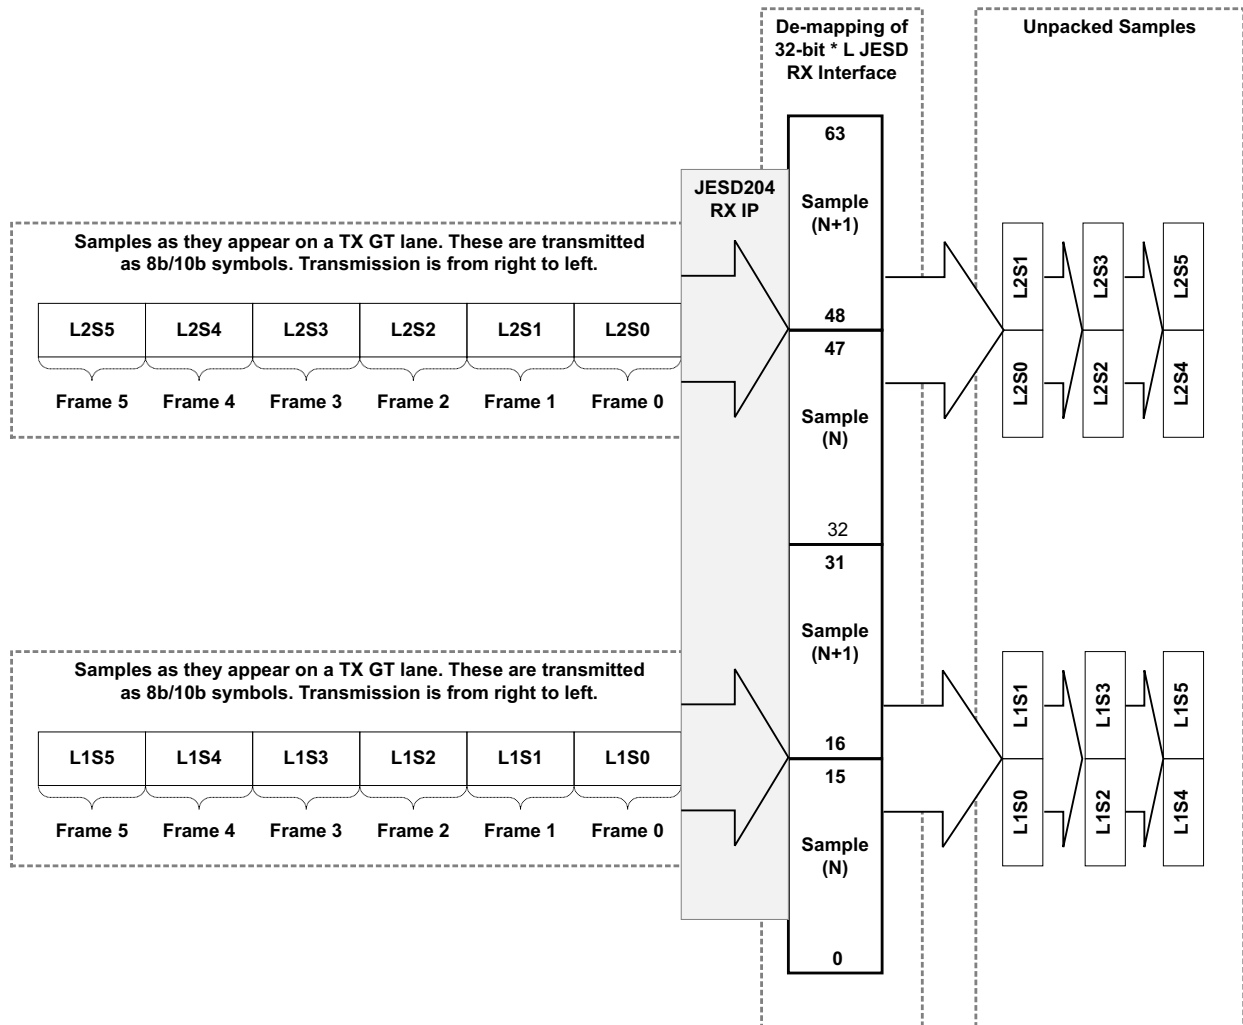 De-mapping of
32-bit * L JESD
RX Interface
Unpacked Samples
63
Sample
(N+1)
48
47
Sample
(N)
32
31
Sample
(N+1)
16
15
Sample
(N)
0
JESD204
RX IP
Samples as they appear on a TX GT lane. These are transmitted
as 8b/10b symbols. Transmission is from right to left.
L2S5 L2S4 L2S3 L2S2 L2S1 L2S0
Frame 5 Frame 4 Frame 3 Frame 2 Frame 1 Frame 0
L2S1 L2S3 L2S5
L2S0 L2S2 L2S4
Samples as they appear on a TX GT lane. These are transmitted
as 8b/10b symbols. Transmission is from right to left.
L1S5 L1S4 L1S3 L1S2 L1S1 L1S0
Frame 5 Frame 4 Frame 3 Frame 2 Frame 1 Frame 0
L1S1 L1S3 L1S5
L1S0 L1S2 L1S4